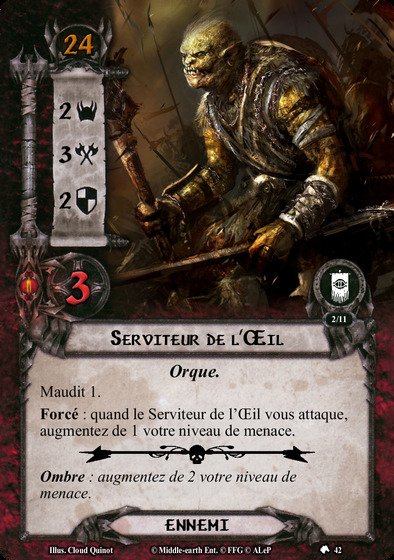 24
2
3
2
3
2/11
Serviteur de l'Œil
Orque.
Maudit 1.
Forcé : quand le Serviteur de l'Œil vous attaque,
augmentez de 1 votre niveau de menace.
Ombre : augmentez de 2 votre niveau de
menace.
ENNEMI
Illus. Cloud Quinot © Middle-earth Ent. © FFG © ALeP 42